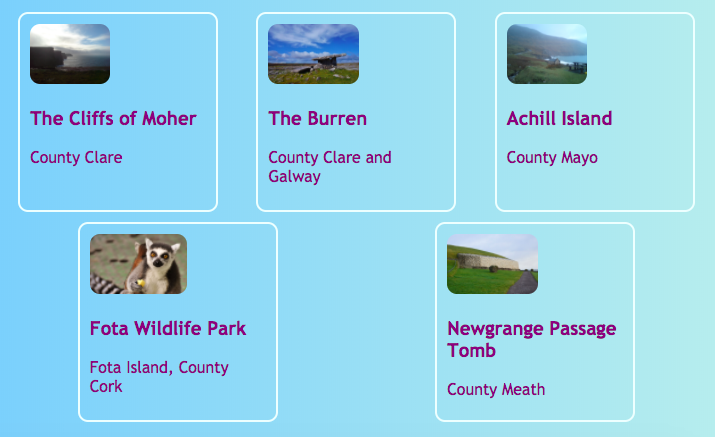 The Cliffs of Moher
County Clare
The Burren
County Clare and
Galway
Achill Island
County Mayo
Fota Wildlife Park
Fota Island, County
Cork
Newgrange Passage
Tomb
County Meath